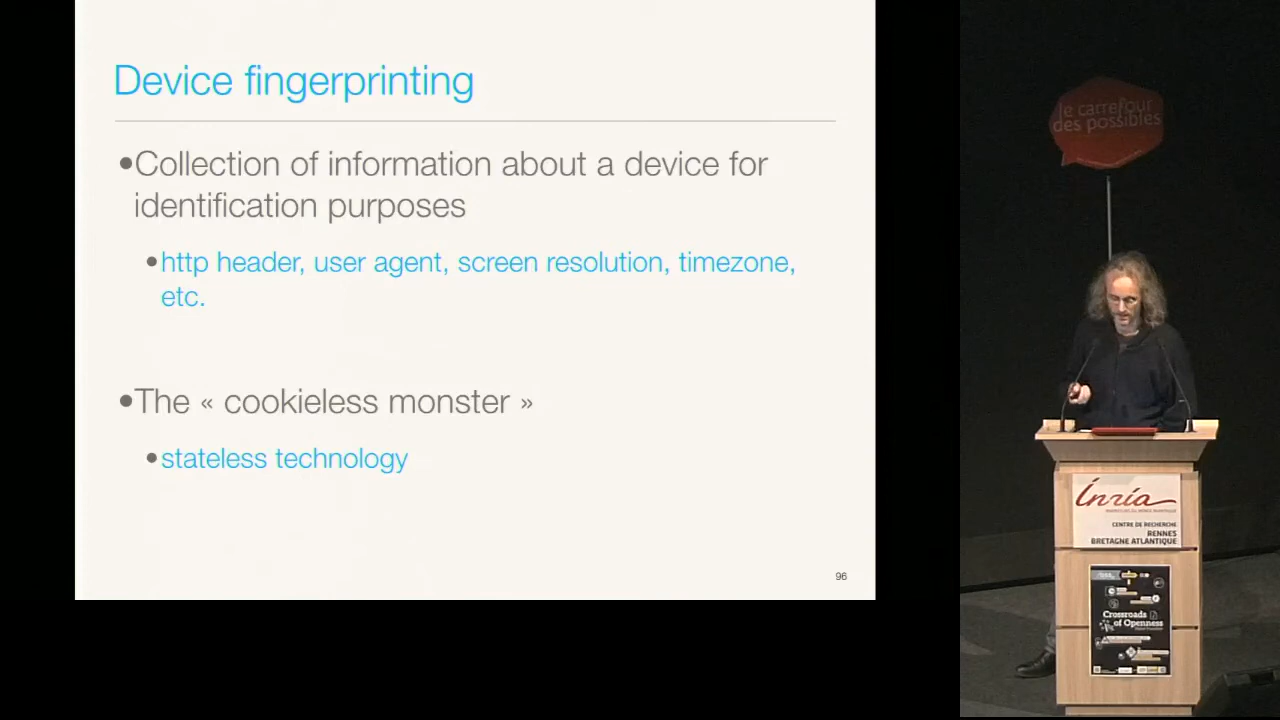 Device fingerprinting
•Collection of information about a device for
identification purposes
•http header, user agent, screen resolution, timezone,
etc.
•The « cookieless monster »
•stateless technology
96
le carrefour
des possibles
Inria
CENTRE DE RECHERCHE
RENNES
BRETAGNE ATLANTIQUE
Crossroads
of Openness